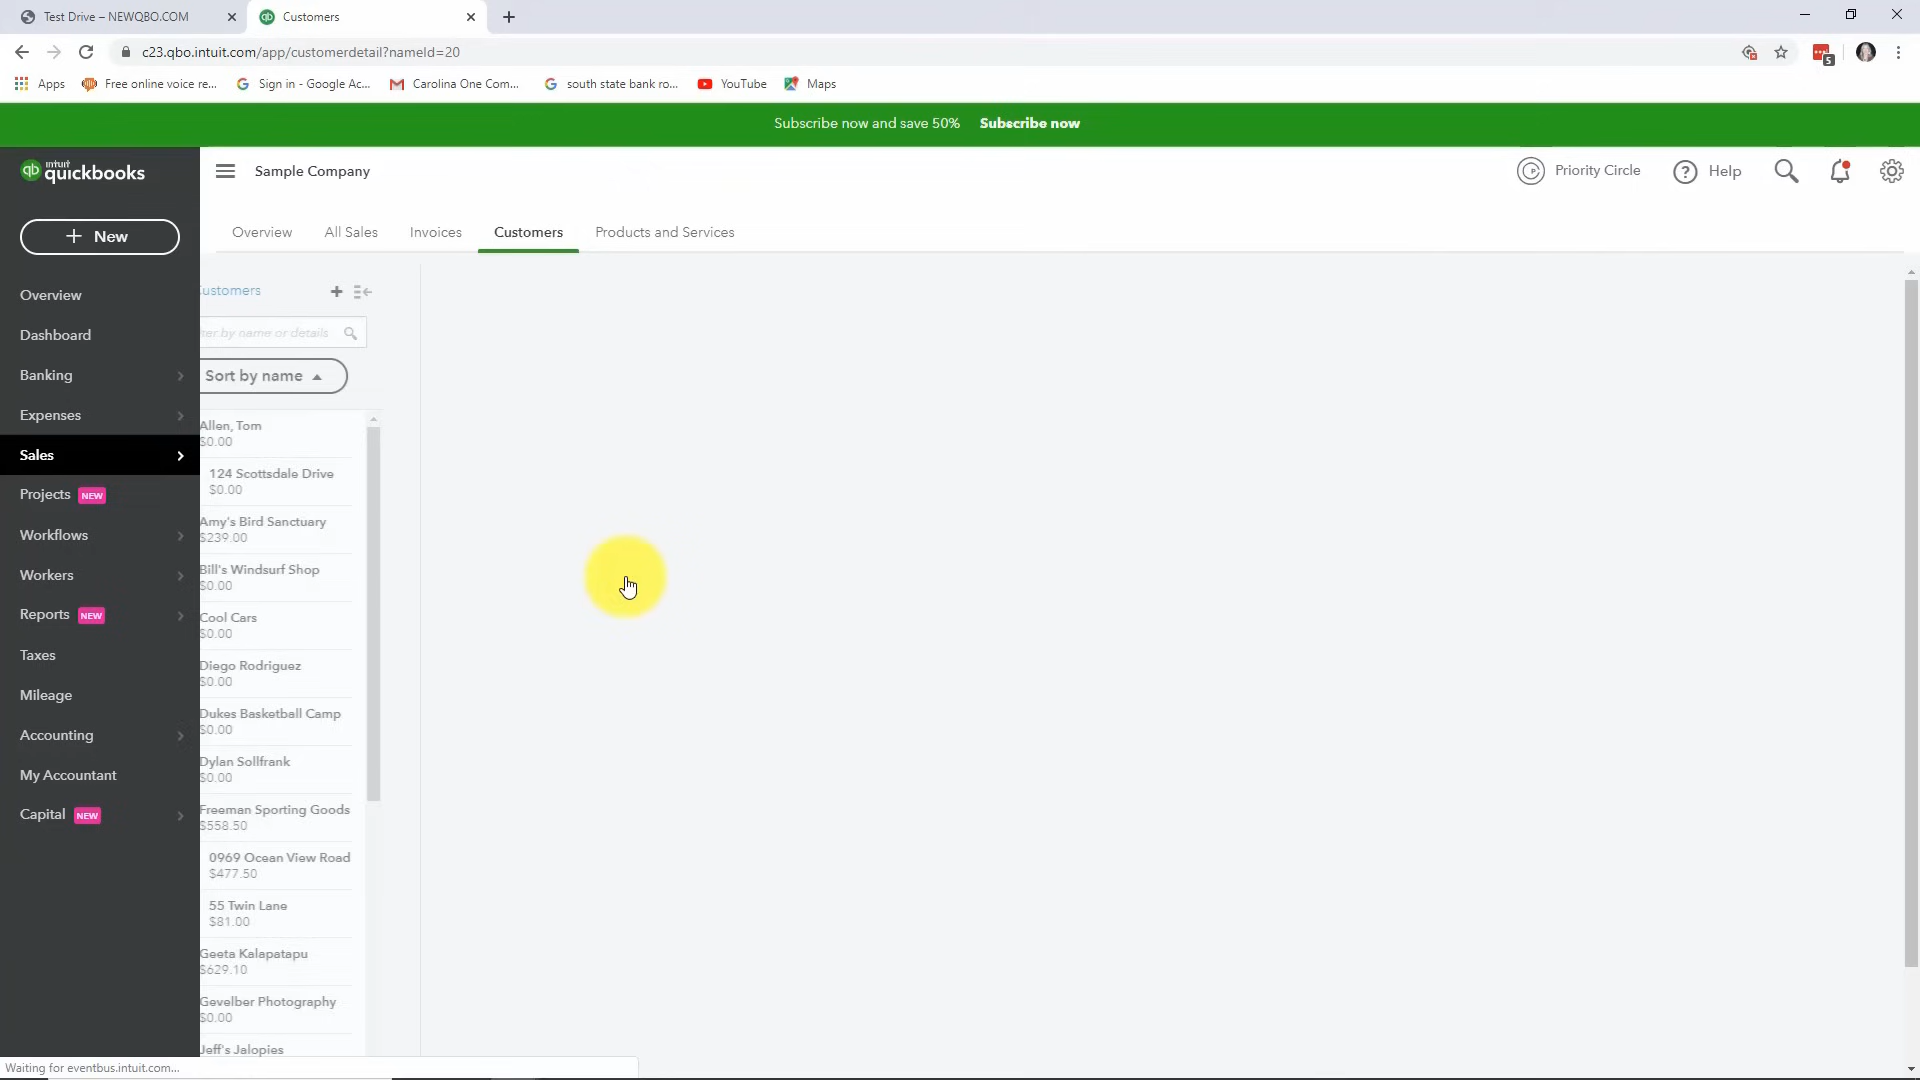 Test Drive – NEWQBO.COM
Customers
c23.qbo.intuit.com/app/customerdetail?nameId=20
5
Apps
Free online voice re...
Sign in - Google Ac...
Carolina One Com...
south state bank ro...
YouTube
Maps
Subscribe now and save 50% Subscribe now
intuit
quickbooks
Sample Company
Priority Circle
Help
New
Overview
All Sales
Invoices
Customers
Products and Services
Overview
Dashboard
Banking
Expenses
Sales
Projects NEW
Workflows
Workers
Reports NEW
Taxes
Mileage
Accounting
My Accountant
Capital NEW
ustomers
ter by name or details
Sort by name
Allen, Tom
$0.00
124 Scottsdale Drive
$0.00
Amy's Bird Sanctuary
$239.00
Bill's Windsurf Shop
$0.00
Cool Cars
$0.00
Diego Rodriguez
$0.00
Dukes Basketball Camp
$0.00
Dylan Sollfrank
$0.00
Freeman Sporting Goods
$558.50
0969 Ocean View Road
$477.50
55 Twin Lane
$81.00
Geeta Kalapatapu
$629.10
Gevelber Photography
$0.00
Jeff's Jalopies
Waiting for eventbus.intuit.com...